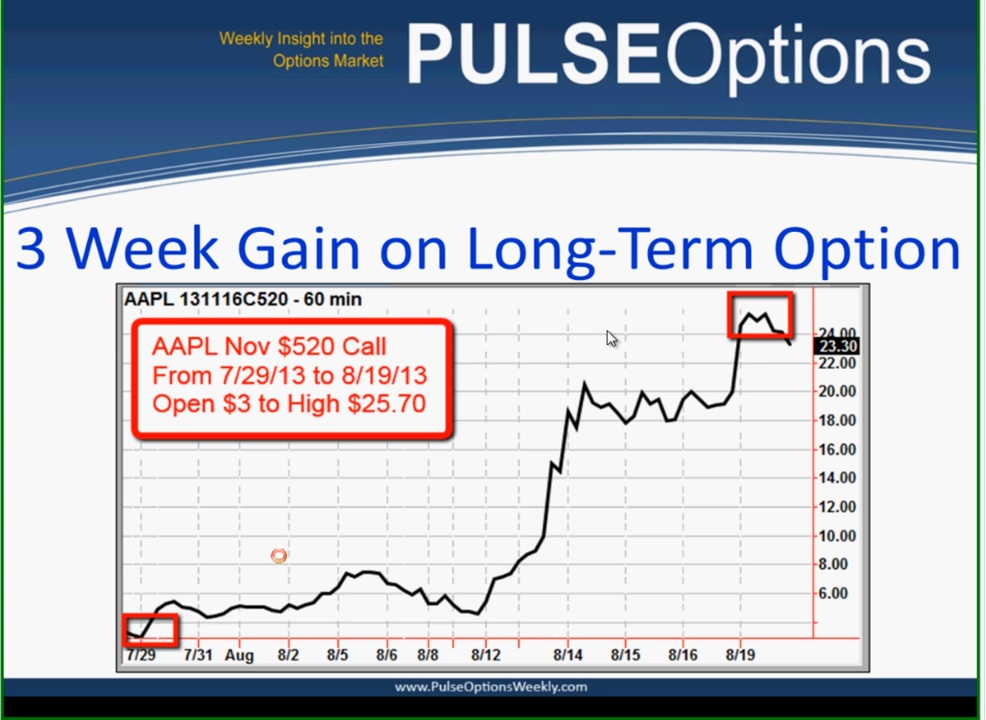 Weekly Insight into the
Options Market
PULSEOptions
3 Week Gain on Long-Term Option
AAPL 131116C520 - 60 min
AAPL Nov $520 Call
From 7/29/13 to 8/19/13
Open $3 to High $25.70
24.00
23.30
22.00
20.00
18.00
16.00
14.00
12.00
10.00
8.00
6.00
7/29 7/31 Aug 8/2 8/5 8/6 8/8 8/12 8/14 8/15 8/16 8/19
www.PulseOptionsWeekly.com